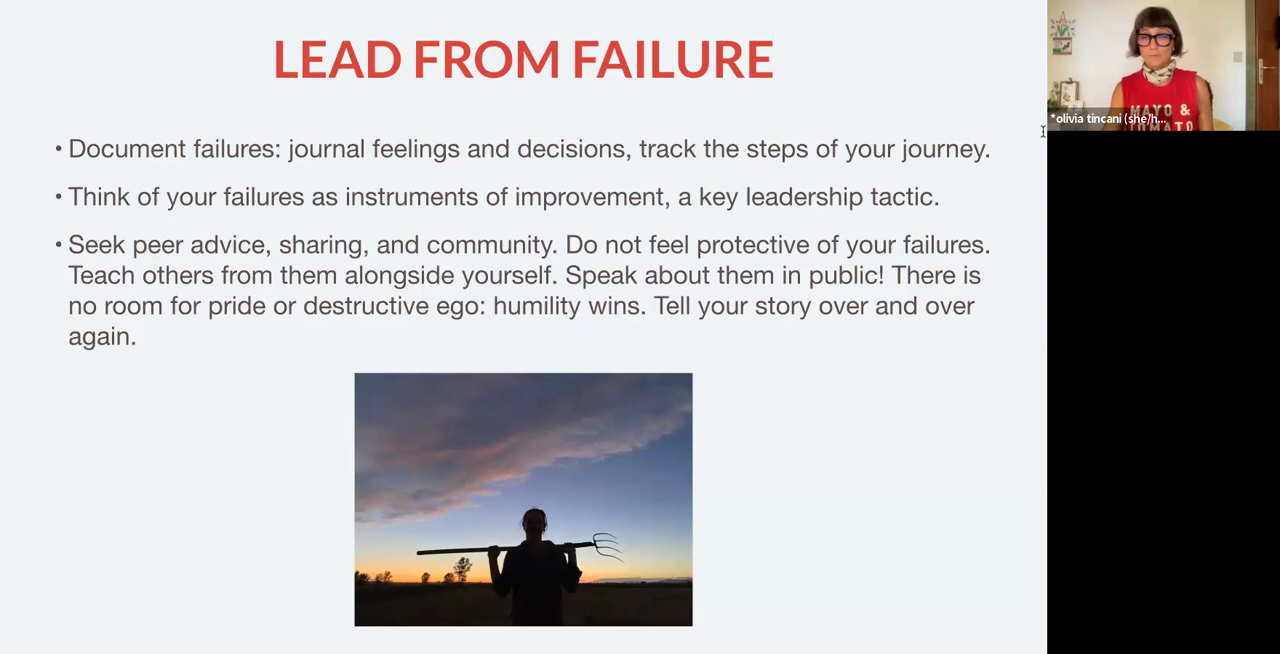 LEAD FROM FAILURE
• Document failures: journal feelings and decisions, track the steps of your journey.
• Think of your failures as instruments of improvement, a key leadership tactic.
• Seek peer advice, sharing, and community. Do not feel protective of your failures.
Teach others from them alongside yourself. Speak about them in public! There is
no room for pride or destructive ego: humility wins. Tell your story over and over
again.
MAYO &
TOMATO
*olivia tincani (she/h...